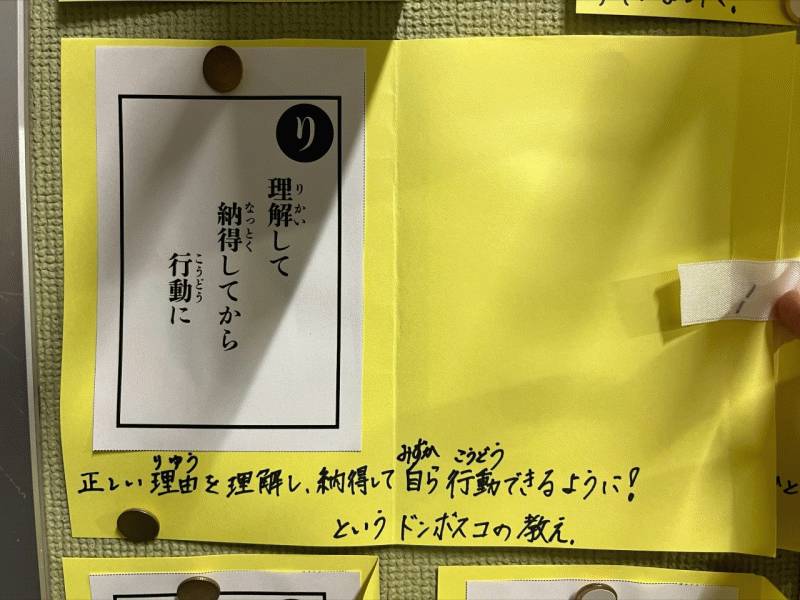 り
理解して
納得してから
行動に
正しい理由を理解し、納得して自ら行動できるように!
というドンボスコの教え.